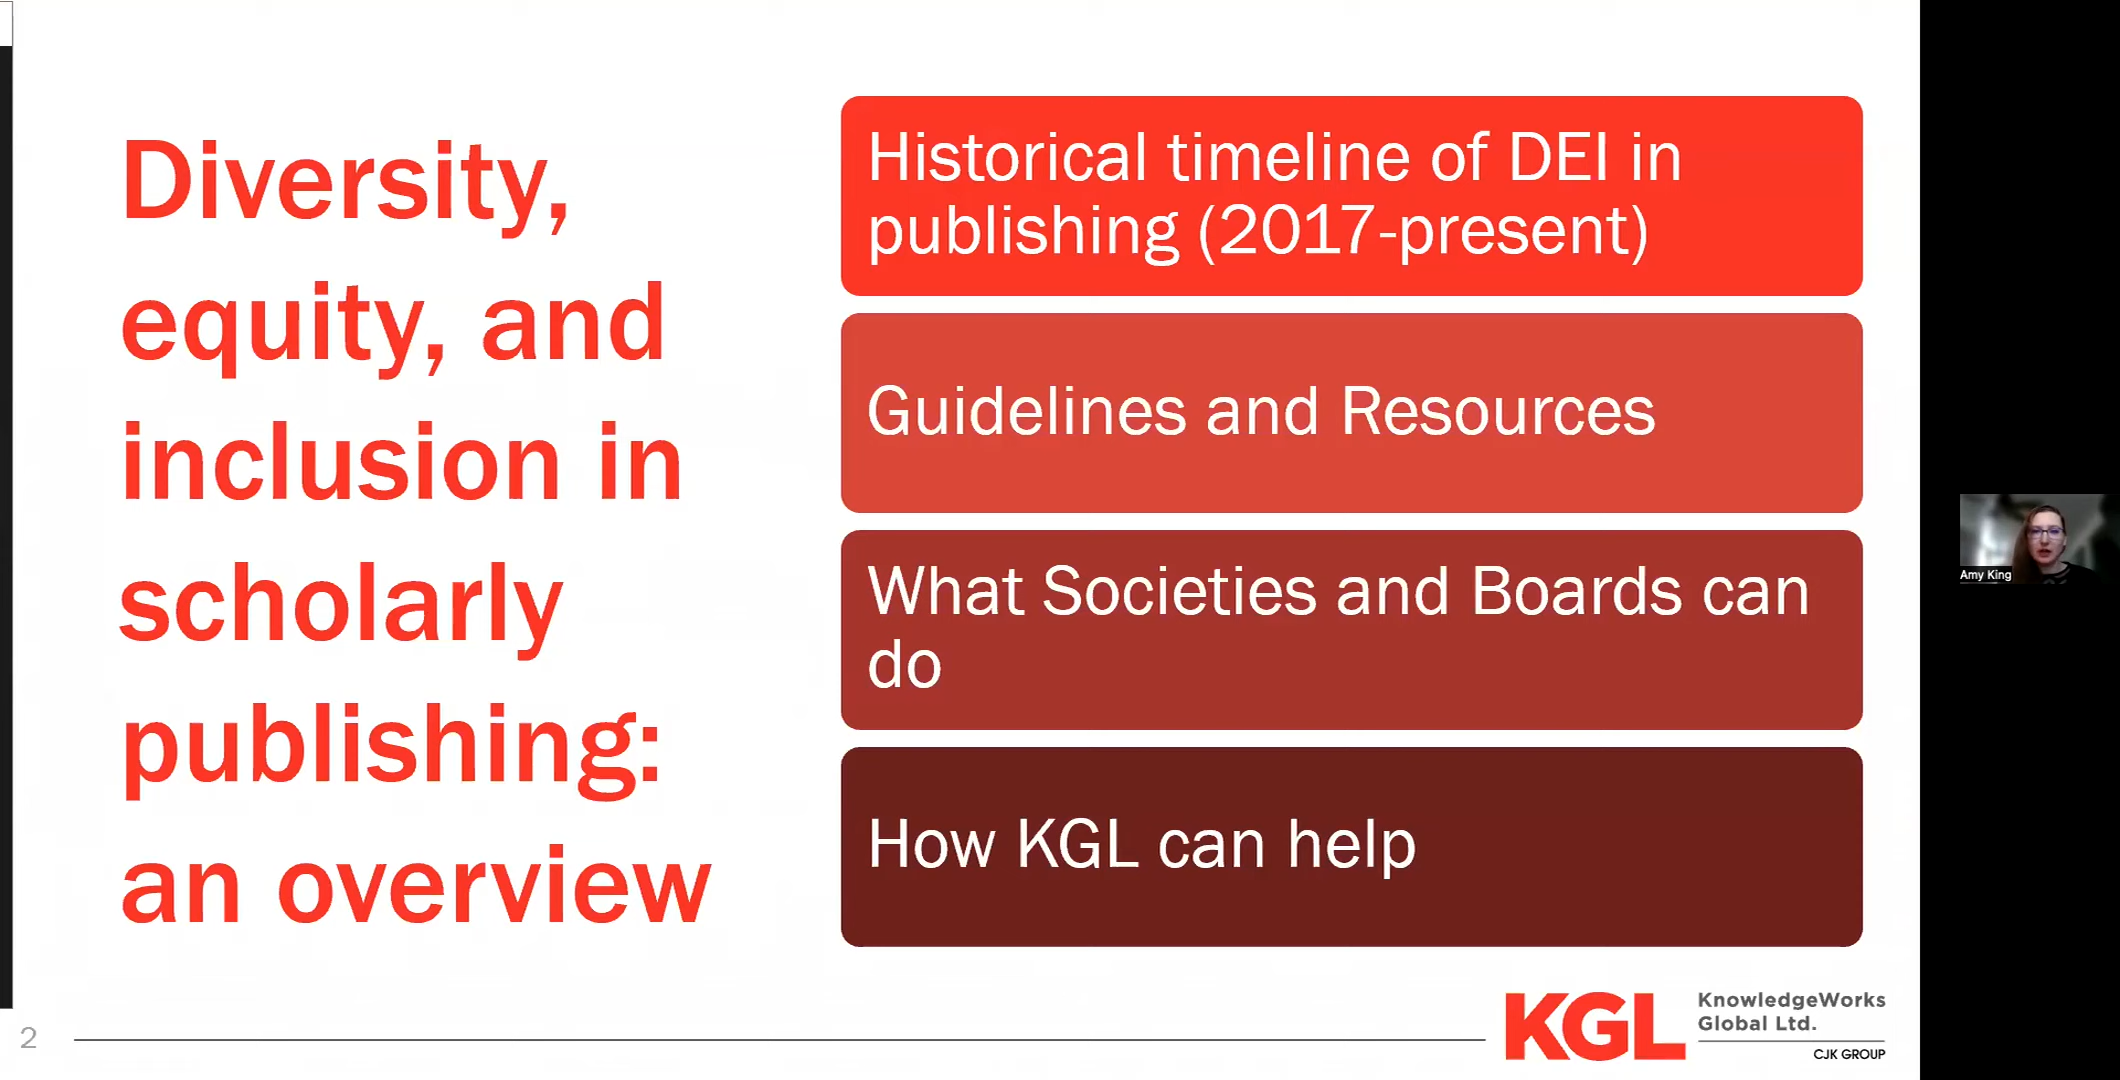 Diversity,
equity, and
inclusion in
scholarly
publishing:
an overview
Historical timeline of DEI in
publishing (2017-present)
Guidelines and Resources
What Societies and Boards can
do
How KGL can help
Amy King
2
KGL
KnowledgeWorks
Global Ltd.
CJK GROUP